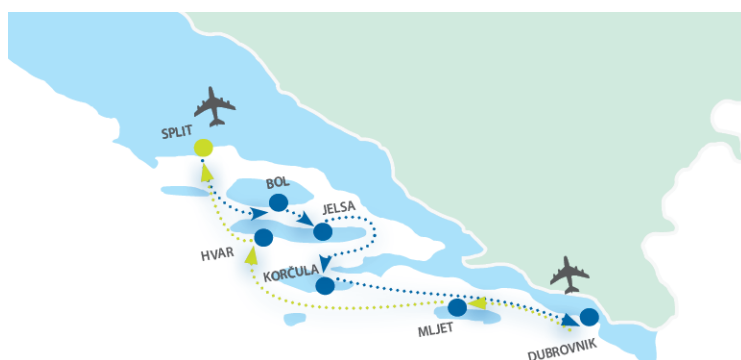 SPLIT
BOL
JELSA
HVAR
KORČULA
MLJET
DUBROVNIK